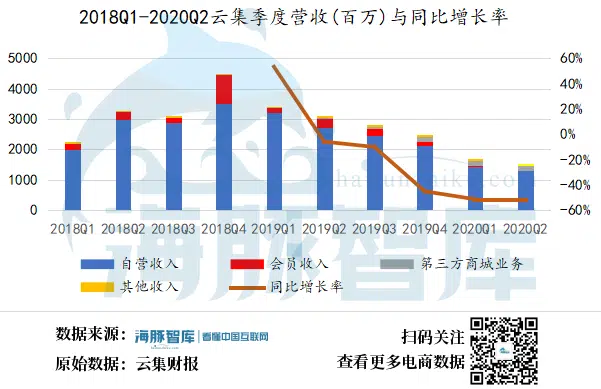 2018Q1-2020Q2云集季度营收(百万)与同比增长率
5000 60%
4000 40%
3000 20%
2000 0%
1000 -20%
0 -40%
-60%
2018Q1 2018Q2 2018Q3 2018Q4 2019Q1 2019Q2 2019Q3 2019Q4 2020Q1 2020Q2
自营收入 会员收入 第三方商城业务
其他收入 同比增长率
海豚智库
数据来源：海豚智库 | 看懂中国互联网
原始数据：云集财报
扫码关注
查看更多电商数据